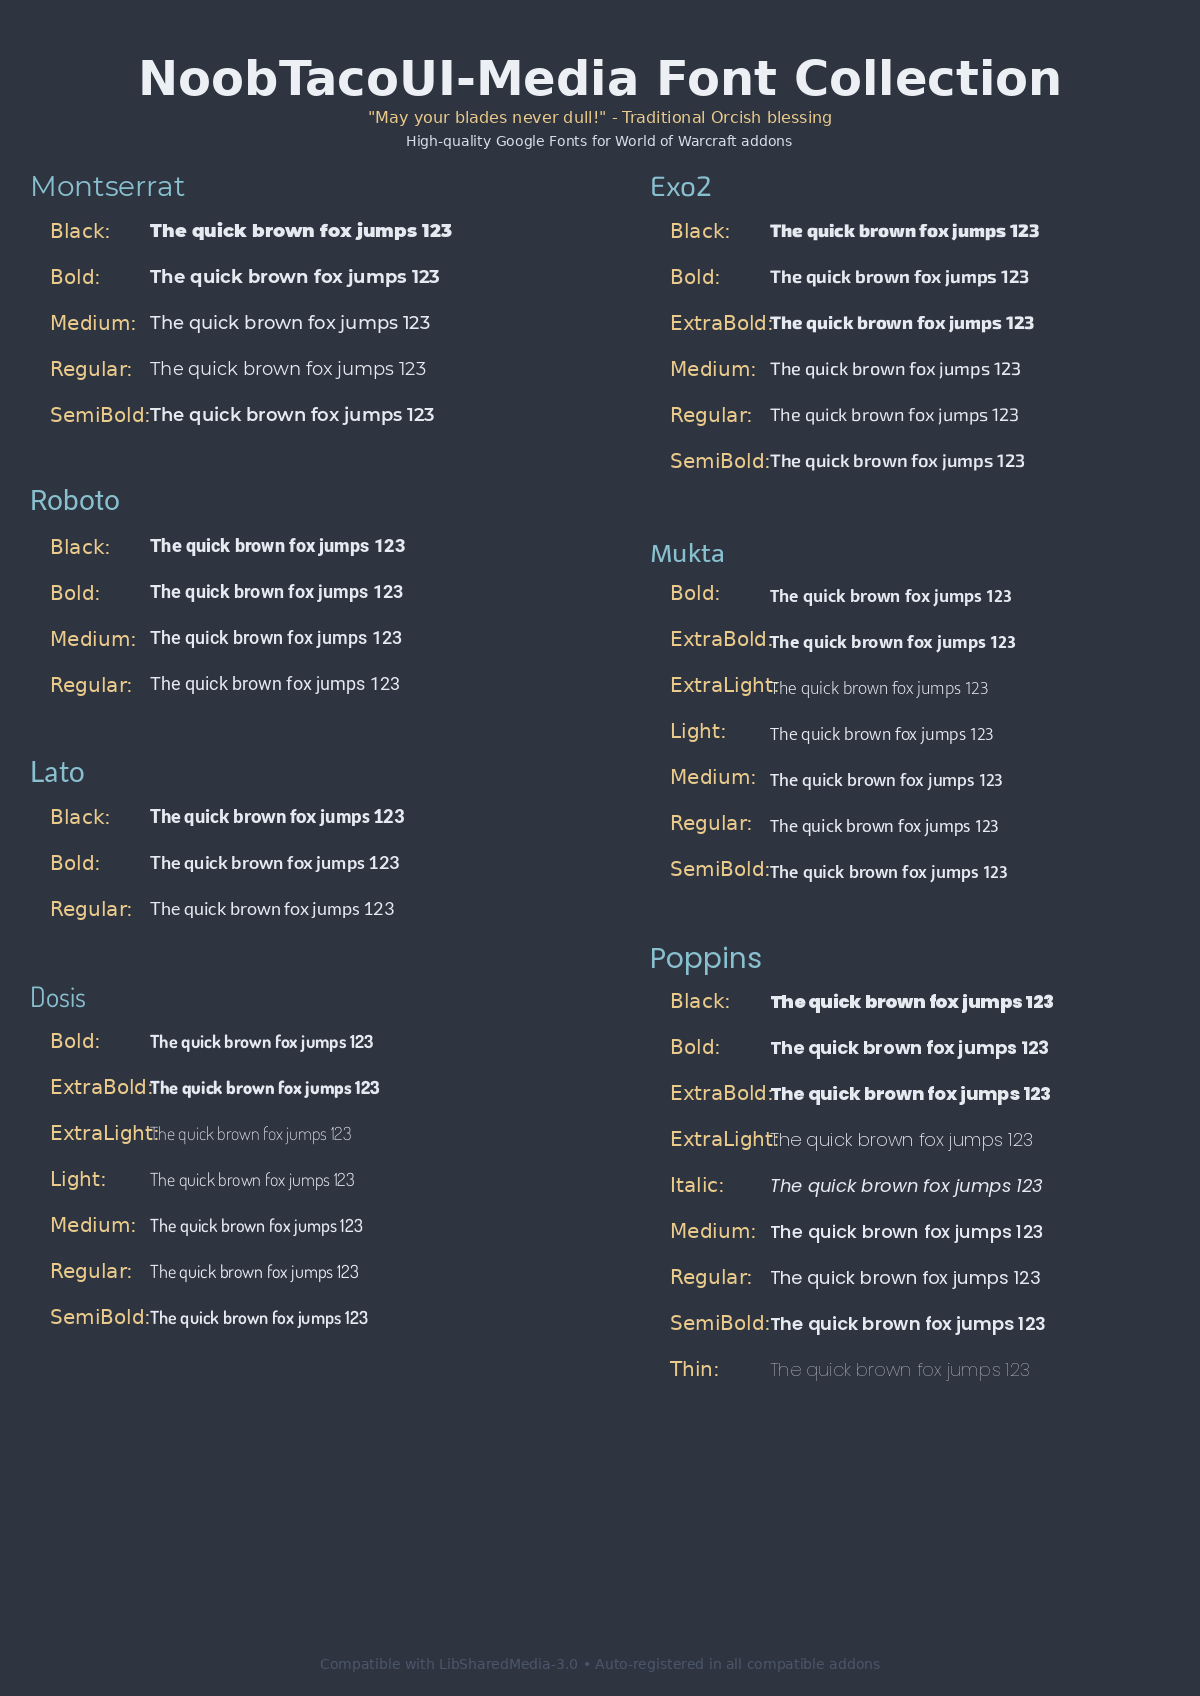 NoobTacoUI-Media Font Collection
"May your blades never dull!" - Traditional Orcish blessing
High-quality Google Fonts for World of Warcraft addons
Montserrat
Black: The quick brown fox jumps 123
Bold: The quick brown fox jumps 123
Medium: The quick brown fox jumps 123
Regular: The quick brown fox jumps 123
SemiBold: The quick brown fox jumps 123
Roboto
Black: The quick brown fox jumps 123
Bold: The quick brown fox jumps 123
Medium: The quick brown fox jumps 123
Regular: The quick brown fox jumps 123
Lato
Black: The quick brown fox jumps 123
Bold: The quick brown fox jumps 123
Regular: The quick brown fox jumps 123
Dosis
Bold: The quick brown fox jumps 123
ExtraBold: The quick brown fox jumps 123
ExtraLight: The quick brown fox jumps 123
Light: The quick brown fox jumps 123
Medium: The quick brown fox jumps 123
Regular: The quick brown fox jumps 123
SemiBold: The quick brown fox jumps 123
Exo2
Black: The quick brown fox jumps 123
Bold: The quick brown fox jumps 123
ExtraBold: The quick brown fox jumps 123
Medium: The quick brown fox jumps 123
Regular: The quick brown fox jumps 123
SemiBold: The quick brown fox jumps 123
Mukta
Bold: The quick brown fox jumps 123
ExtraBold: The quick brown fox jumps 123
ExtraLight: The quick brown fox jumps 123
Light: The quick brown fox jumps 123
Medium: The quick brown fox jumps 123
Regular: The quick brown fox jumps 123
SemiBold: The quick brown fox jumps 123
Poppins
Black: The quick brown fox jumps 123
Bold: The quick brown fox jumps 123
ExtraBold: The quick brown fox jumps 123
ExtraLight: The quick brown fox jumps 123
Italic: The quick brown fox jumps 123
Medium: The quick brown fox jumps 123
Regular: The quick brown fox jumps 123
SemiBold: The quick brown fox jumps 123
Thin: The quick brown fox jumps 123
Compatible with LibSharedMedia-3.0 • Auto-registered in all compatible addons